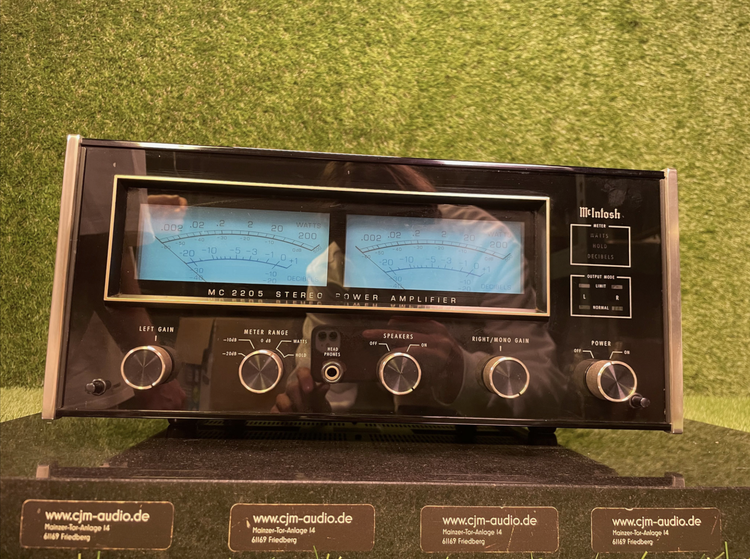 McIntosh
METER
WATTS
HOLD
DECIBELS
OUTPUT MODE
LIMIT
L R
NORMAL
.002 .02 .2 2 20 200
WATTS
-20 -10 -5 -3 -1 0 +1
.002 .02 .2 2 20 200
-20 -10 -5 -3 -1 0 +1
MC 2205 STEREO POWER AMPLIFIER
LEFT GAIN
METER RANGE
-10dB 0 dB WATTS
-20dB HOLD
HEAD
PHONES
SPEAKERS
OFF ON
RIGHT/MONO GAIN
POWER
OFF ON
www.cjm-audio.de
Mainzer-Tor-Anlage 14
61169 Friedberg
www.cjm-audio.de
Mainzer-Tor-Anlage 14
61169 Friedberg
www.cjm-audio.de
Mainzer-Tor-Anlage 14
61169 Friedberg
www.cjm-audio.de
Mainzer-Tor-Anlage 14
61169 Friedberg